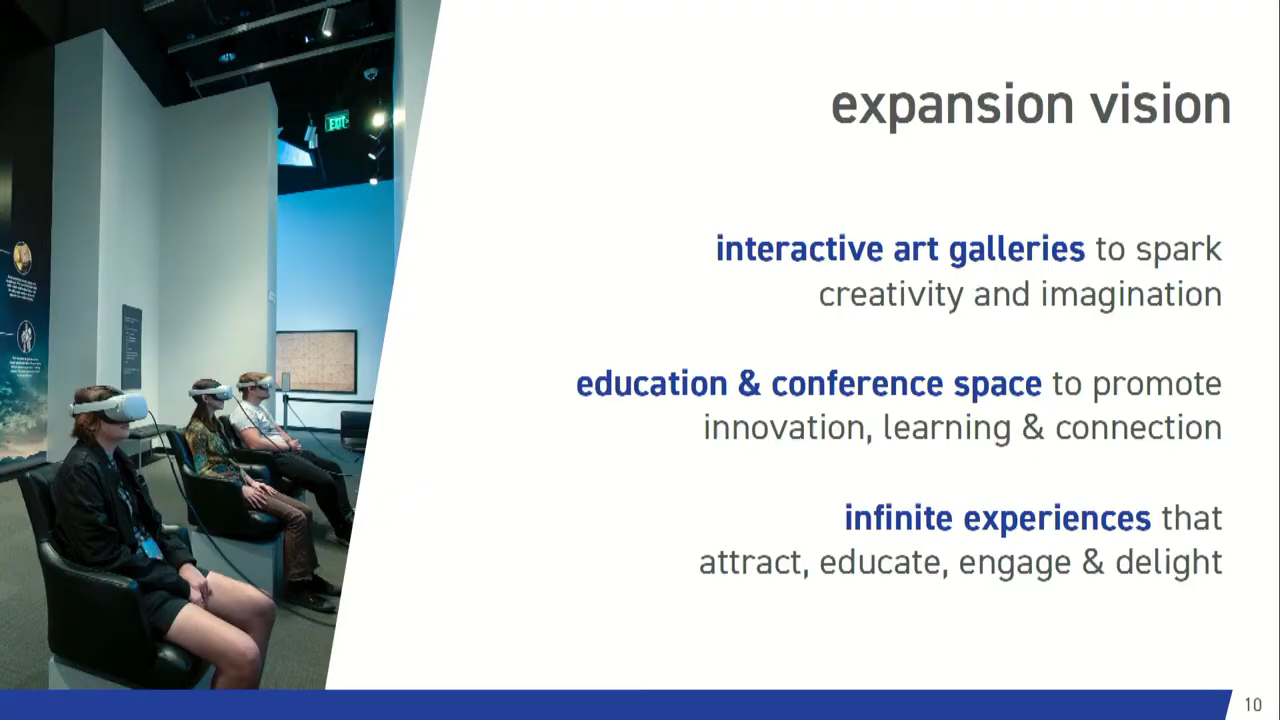 expansion vision
interactive art galleries to spark
creativity and imagination
education & conference space to promote
innovation, learning & connection
infinite experiences that
attract, educate, engage & delight
EXIT
10